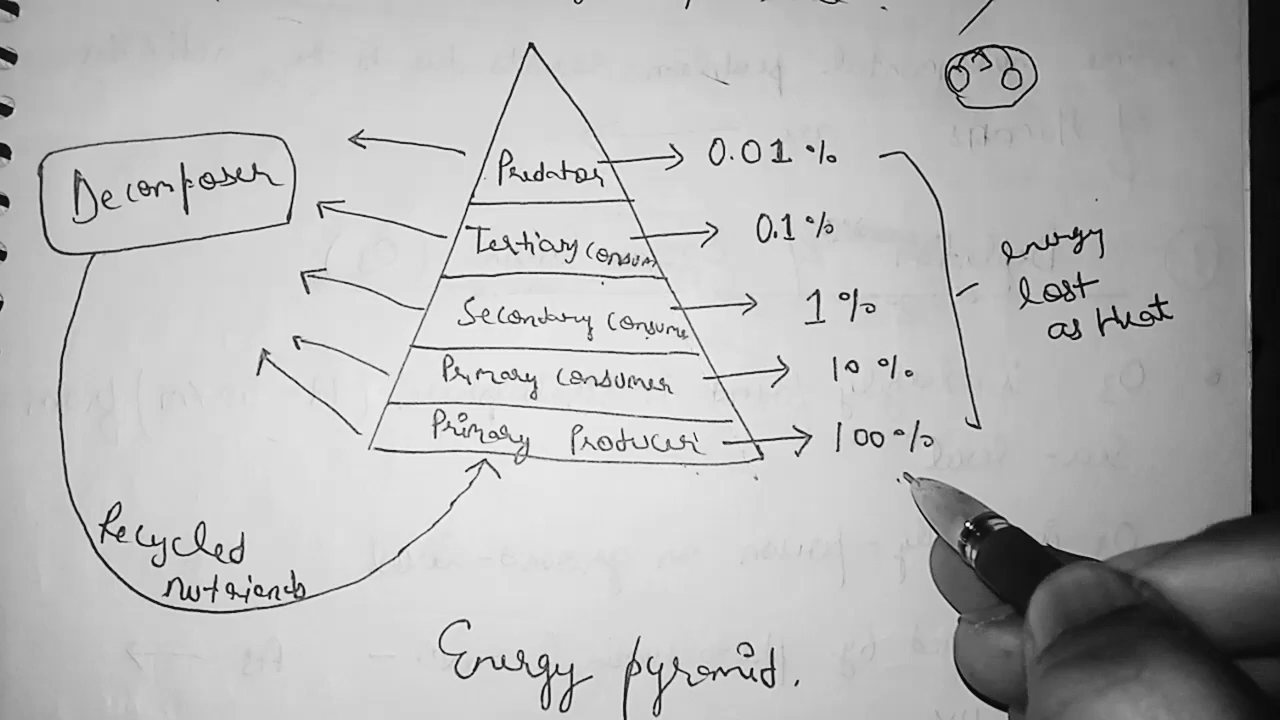 Decomposer
Predator
0.01 %
Tertiary Consum
0.1 %
Secondary Consume
1 %
Primary Consumer
10 %
Primary Producer
100 %
energy
lost
as Heat
Recycled
nutrients
Energy pyramid.